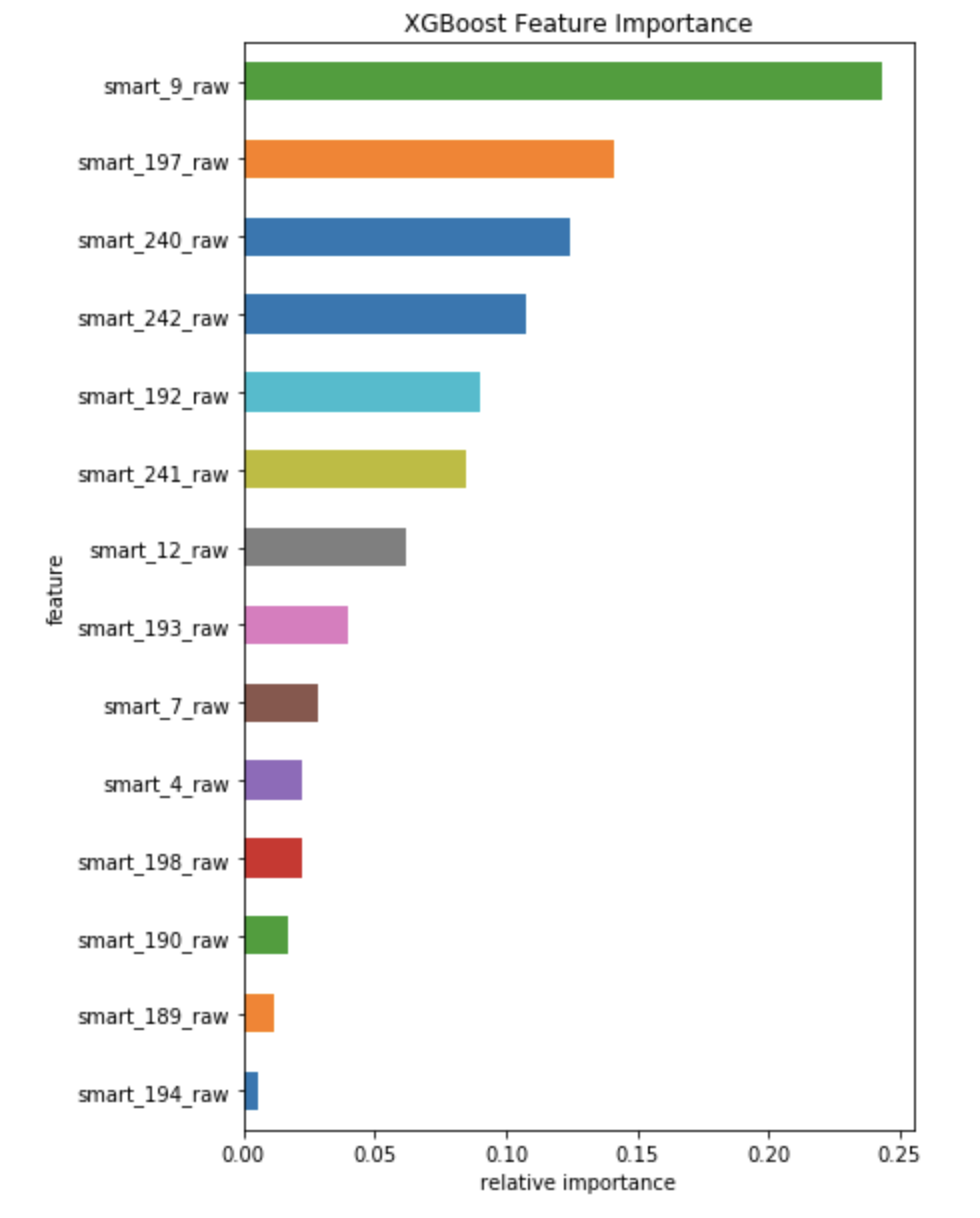 XGBoost Feature Importance
smart_9_raw
smart_197_raw
smart_240_raw
smart_242_raw
smart_192_raw
smart_241_raw
smart_12_raw
smart_193_raw
smart_7_raw
smart_4_raw
smart_198_raw
smart_190_raw
smart_189_raw
smart_194_raw
feature
0.00 0.05 0.10 0.15 0.20 0.25
relative importance